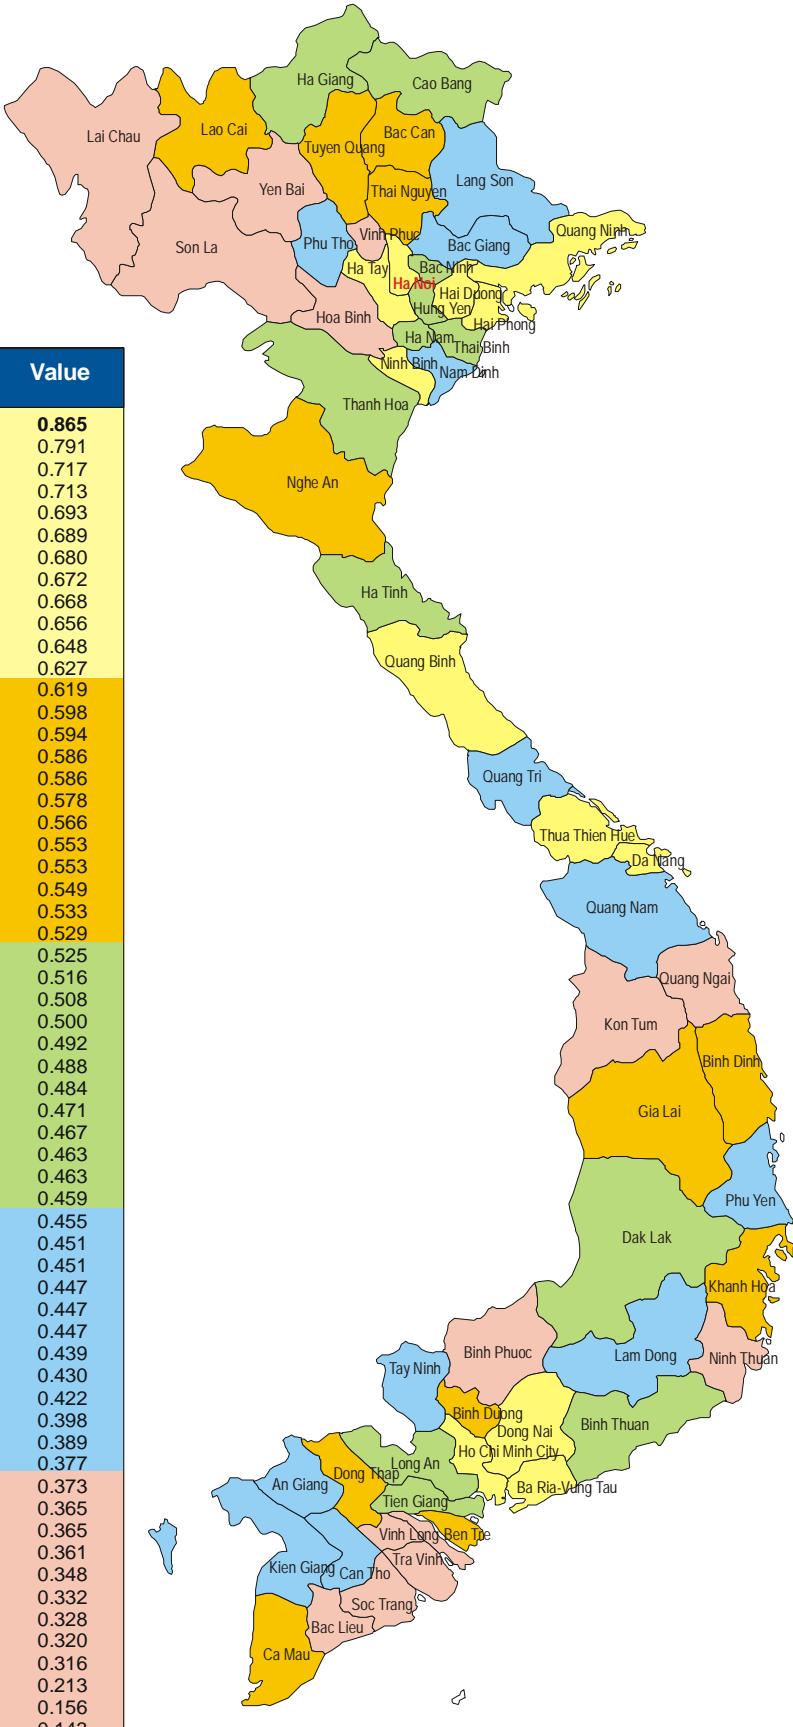 Ha Giang
Cao Bang
Lai Chau
Lao Cai
Bac Can
Tuyen Quang
Lang Son
Yen Bai
Thai Nguyen
Quang Ninh
Vinh Phuc
Son La
Phu Tho
Bac Giang
Ha Tay
Bac Ninh
Ha Noi
Hai Duong
Hung Yen
Hoa Binh
Hai Phong
Ha Nam
Thai Binh
Ninh Binh
Nam Dinh
Thanh Hoa
Nghe An
Ha Tinh
Quang Binh
Quang Tri
Thua Thien Hue
Da Nang
Quang Nam
Quang Ngai
Kon Tum
Binh Dinh
Gia Lai
Phu Yen
Dak Lak
Khanh Hoa
Binh Phuoc
Lam Dong
Ninh Thuan
Tay Ninh
Binh Duong
Dong Nai
Binh Thuan
Ho Chi Minh City
Long An
Dong Thap
An Giang
Ba Ria-Vung Tau
Tien Giang
Vinh Long
Ben Tre
Tra Vinh
Kien Giang
Can Tho
Soc Trang
Bac Lieu
Ca Mau
Value
0.865
0.791
0.717
0.713
0.693
0.689
0.680
0.672
0.668
0.656
0.648
0.627
0.619
0.598
0.594
0.586
0.586
0.578
0.566
0.553
0.553
0.549
0.533
0.529
0.525
0.516
0.508
0.500
0.492
0.488
0.484
0.471
0.467
0.463
0.463
0.459
0.455
0.451
0.451
0.447
0.447
0.447
0.439
0.430
0.422
0.398
0.389
0.377
0.373
0.365
0.365
0.361
0.348
0.332
0.328
0.320
0.316
0.213
0.156